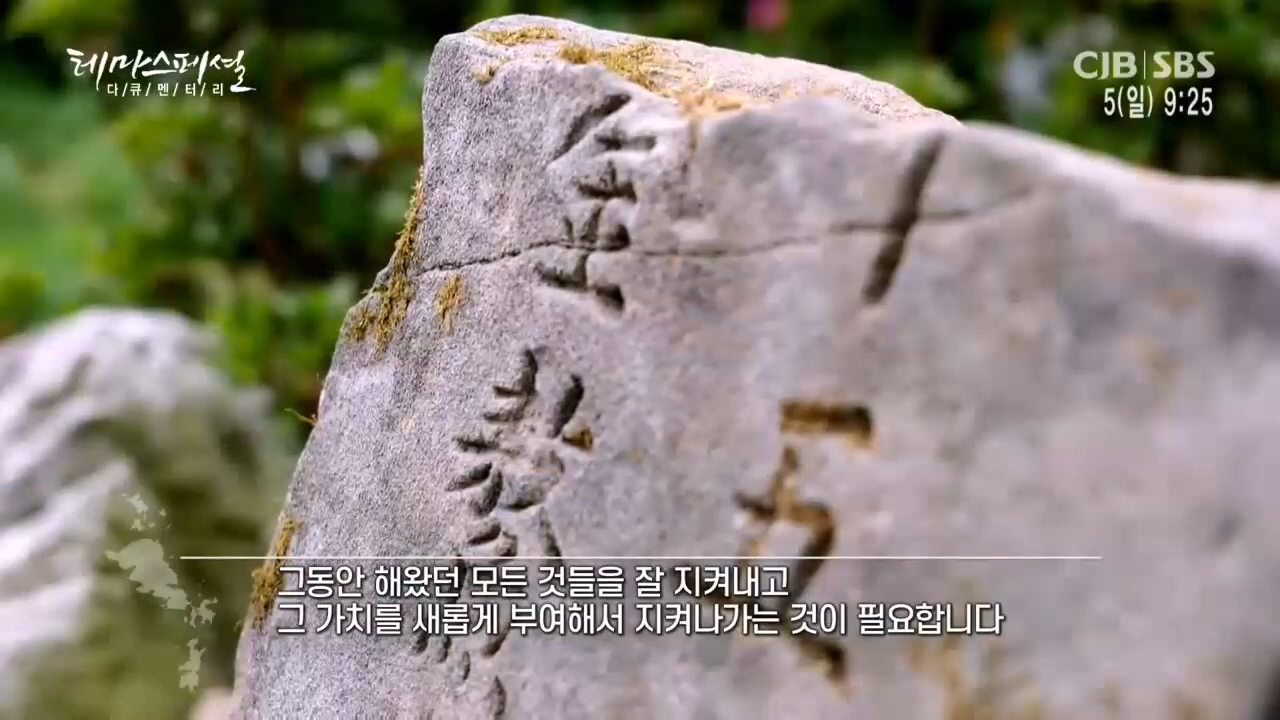 테마스페셜
다/큐/멘/터/리
CJB SBS
5(일) 9:25
그동안 해왔던 모든 것들을 잘 지켜내고
그 가치를 새롭게 부여해서 지켜나가는 것이 필요합니다